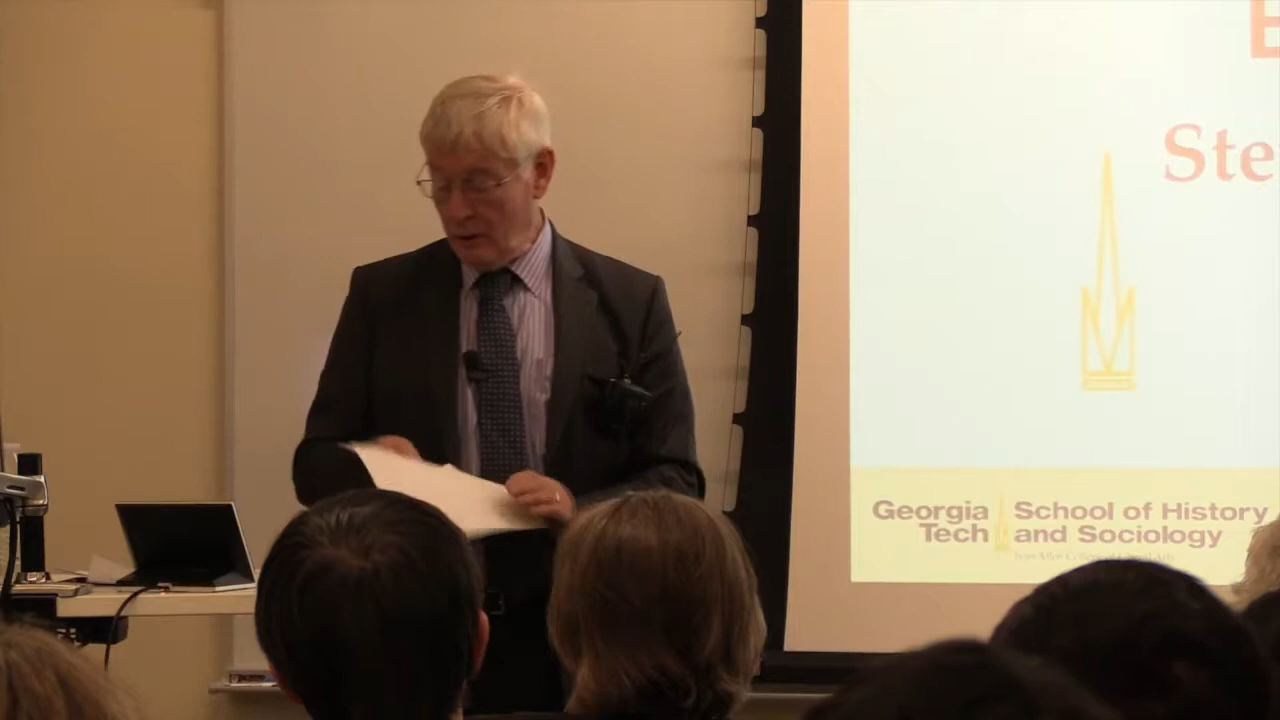 E
Ste
Georgia
Tech
School of History
and Sociology